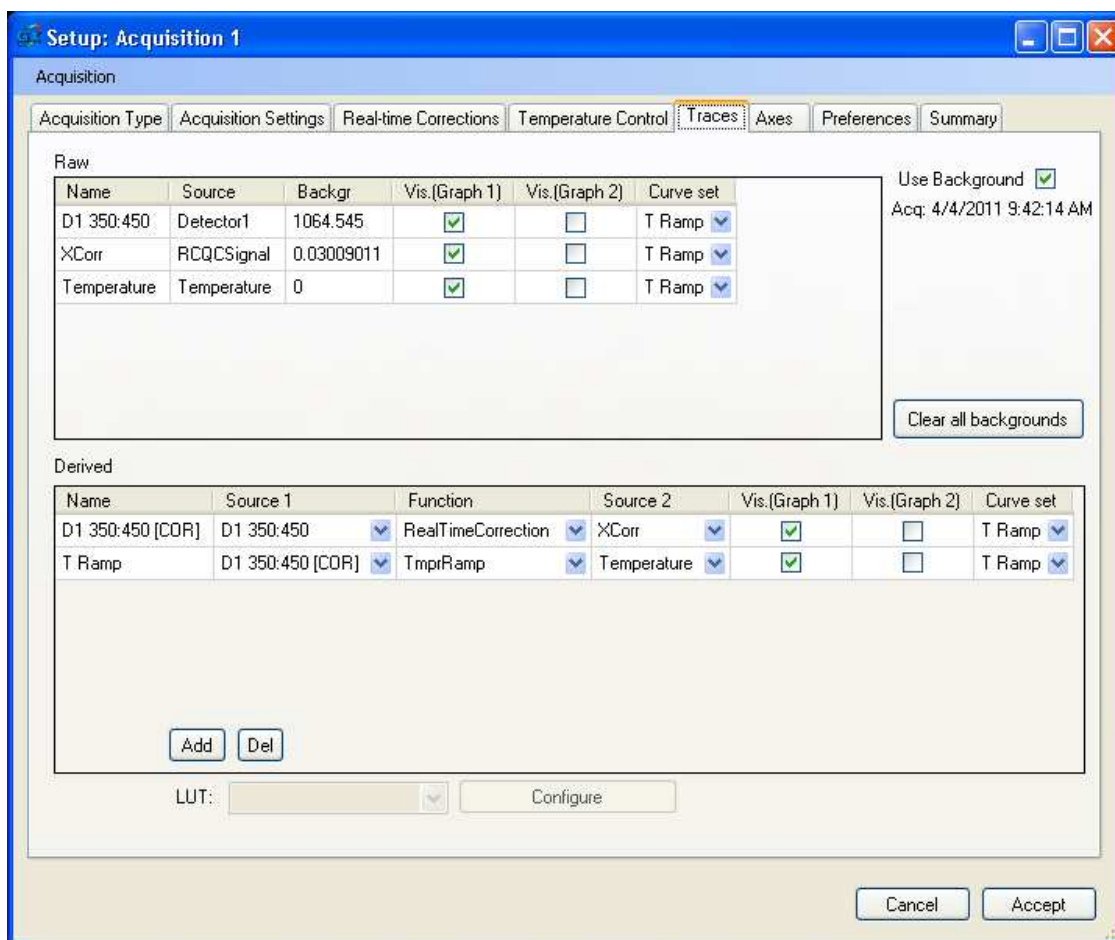 Setup: Acquisition 1
Acquisition
Acquisition Type Acquisition Settings Real-time Corrections Temperature Control Traces Axes Preferences Summary
Raw
Use Background
Acq: 4/4/2011 9:42:14 AM
Name Source Backgr Vis.(Graph 1) Vis.(Graph 2) Curve set
D1 350:450 Detector1 1064.545 T Ramp
XCorr RCQCSignal 0.03009011 T Ramp
Temperature Temperature 0 T Ramp
Clear all backgrounds
Derived
Name Source 1 Function Source 2 Vis.(Graph 1) Vis.(Graph 2) Curve set
D1 350:450 [COR] D1 350:450 RealTimeCorrection XCorr T Ramp
T Ramp D1 350:450 [COR] TmprRamp Temperature T Ramp
Add Del
LUT: Configure
Cancel Accept